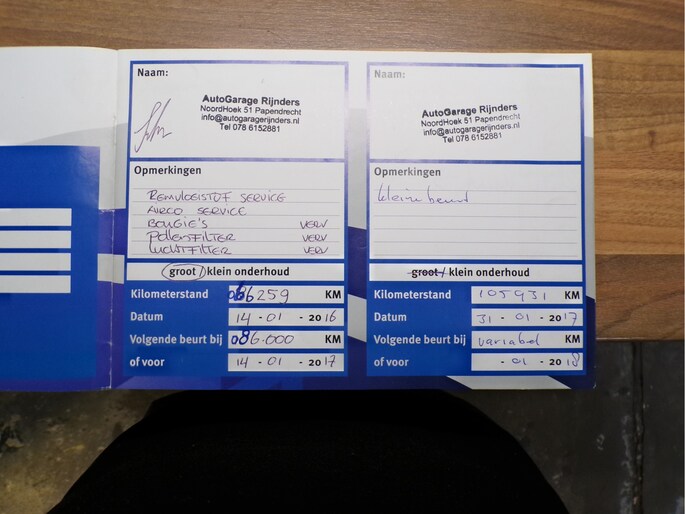 Naam:
AutoGarage Rijnders
NoordHoek 51 Papendrecht
info@autogaragerijnders.nl
Tel 078 6152881
Opmerkingen
REMVLOEISTOF SERVICE
AIRCO SERVICE
BOUGIE'S VERV
POLLENFILTER VERV
LUCHTFILTER VERV
groot / klein onderhoud
Kilometerstand 066259 KM
Datum 14 - 01 - 2016
Volgende beurt bij 086.000 KM
of voor 14 - 01 - 2017
Naam:
AutoGarage Rijnders
NoordHoek 51 Papendrecht
info@autogaragerijnders.nl
Tel 078 6152881
Opmerkingen
kleine beurt
groot / klein onderhoud
Kilometerstand 105931 KM
Datum 31 - 01 - 2017
Volgende beurt bij variabel KM
of voor - 01 - 2018